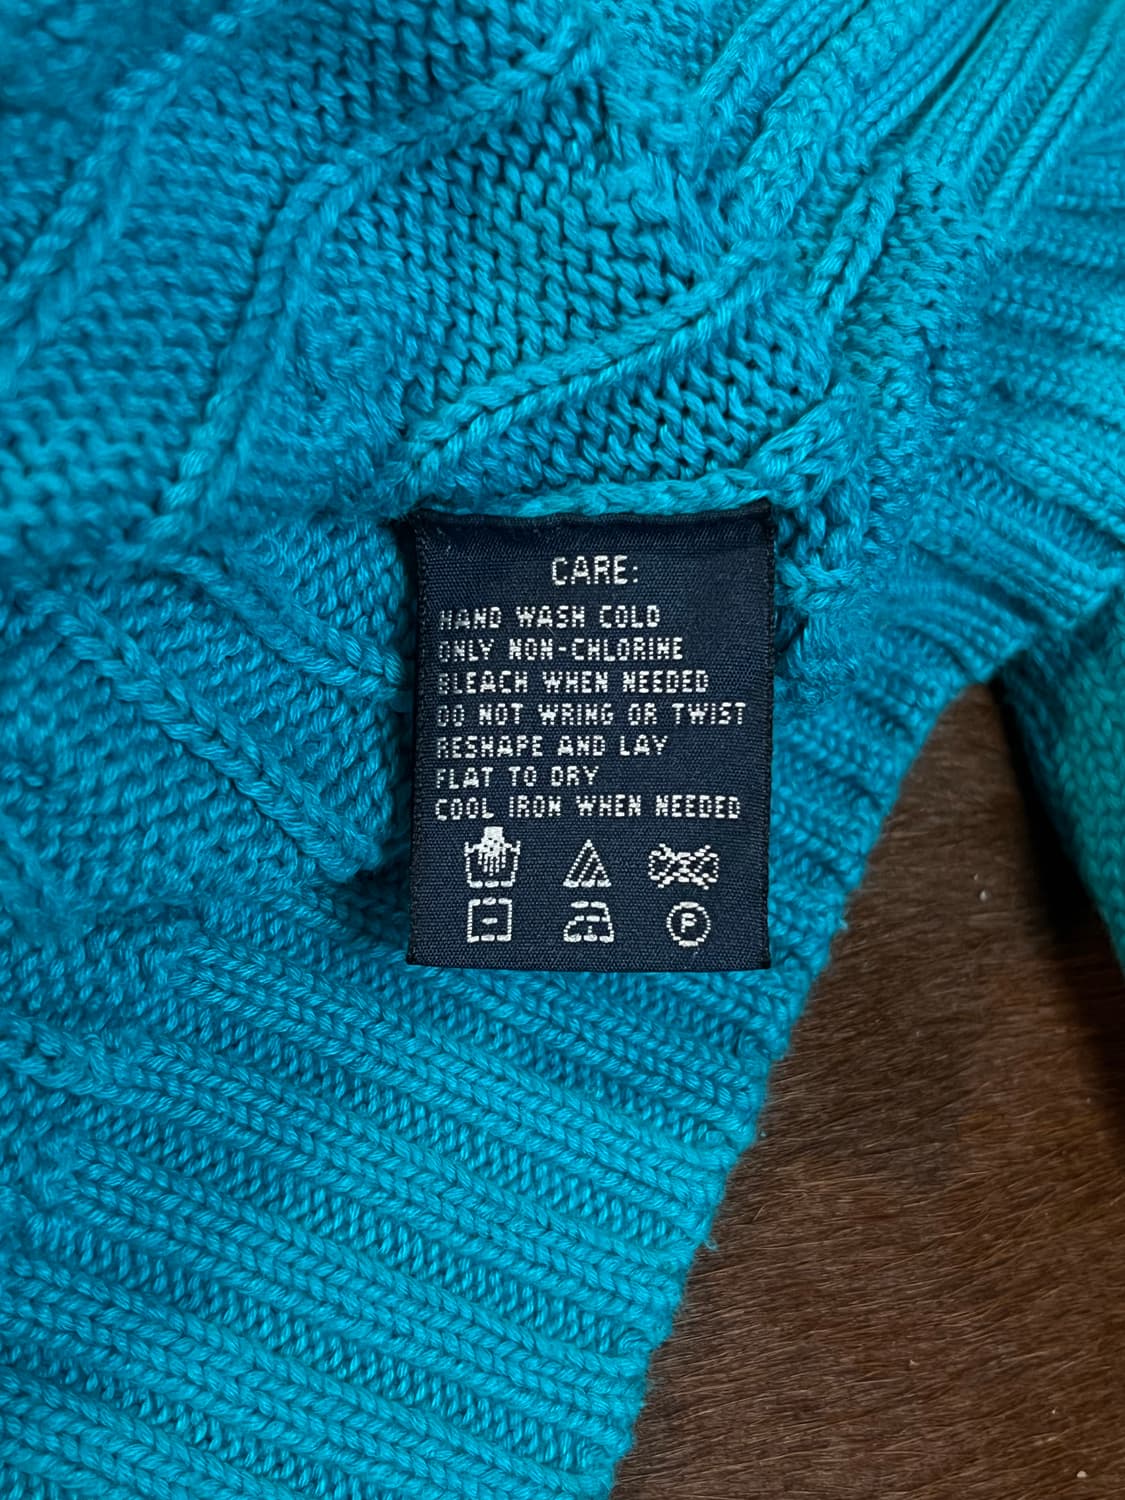 CARE:
HAND WASH COLD
ONLY NON-CHLORINE
BLEACH WHEN NEEDED
DO NOT WRING OR TWIST
RESHAPE AND LAY
FLAT TO DRY
COOL IRON WHEN NEEDED
P